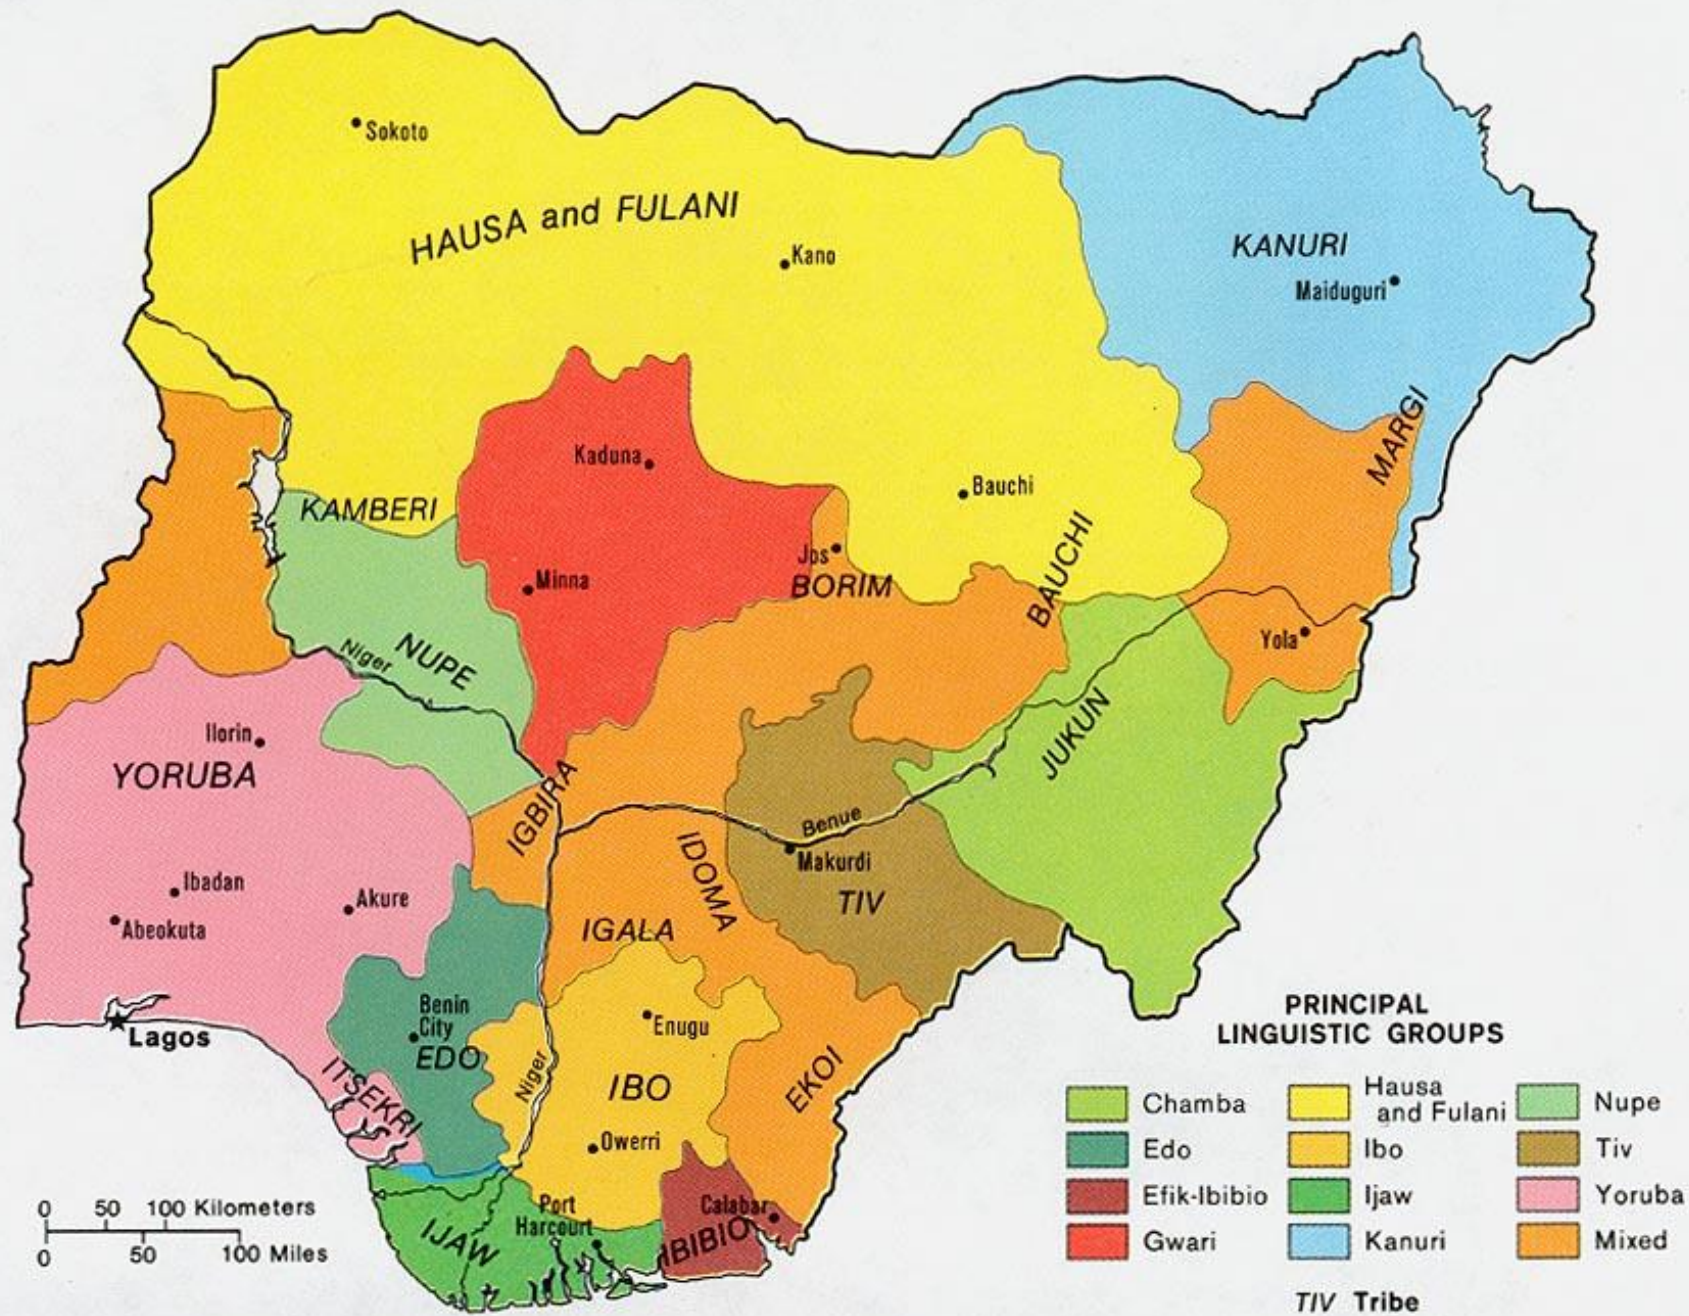 Sokoto
HAUSA and FULANI
Kano
KANURI
Maiduguri
MARGI
Kaduna
Bauchi
KAMBERI
BAUCHI
Jos
Minna
BORIM
Yola
Niger
NUPE
JUKUN
Ilorin
YORUBA
IGBIRA
Benue
Makurdi
IDOMA
TIV
Ibadan
Akure
Abeokuta
IGALA
Benin
City
EDO
Enugu
Lagos
ITSEKRI
Niger
IBO
EKOI
Owerri
Port
Harcourt
Calabar
IJAW
IBIBIO
0 50 100 Kilometers
0 50 100 Miles
PRINCIPAL
LINGUISTIC GROUPS
Chamba
Edo
Efik-Ibibio
Gwari
Hausa
and Fulani
Ibo
Ijaw
Kanuri
Nupe
Tiv
Yoruba
Mixed
TIV Tribe